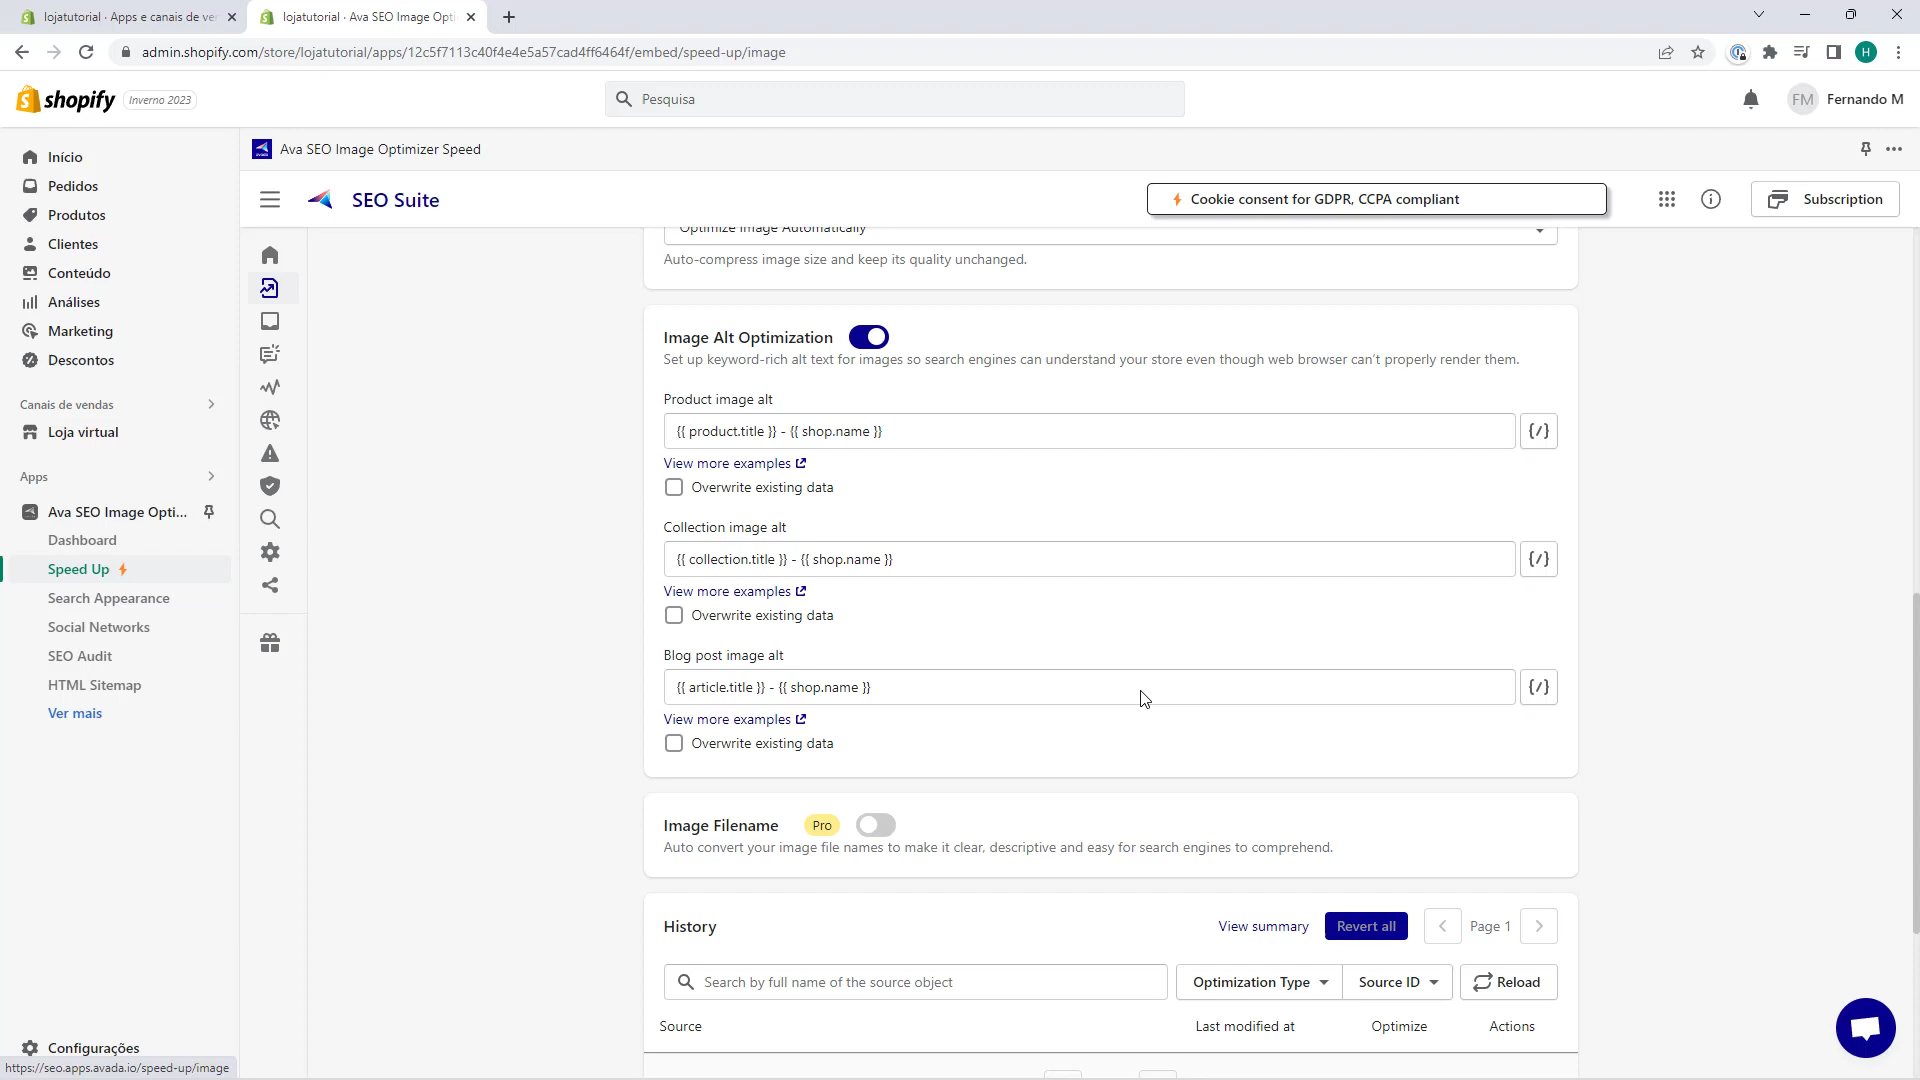 lojatutorial · Apps e canais de ve
lojatutorial · Ava SEO Image Opti
admin.shopify.com/store/lojatutorial/apps/12c5f7113c40f4e4e5a57cad4ff6464f/embed/speed-up/image
H
shopify
Inverno 2023
Pesquisa
FM
Fernando M
Início
Pedidos
Produtos
Clientes
Conteúdo
Análises
Marketing
Descontos
Canais de vendas
Loja virtual
Apps
Ava SEO Image Opti...
Dashboard
Speed Up
Search Appearance
Social Networks
SEO Audit
HTML Sitemap
Ver mais
Configurações
https://seo.apps.avada.io/speed-up/image
Ava SEO Image Optimizer Speed
SEO Suite
Cookie consent for GDPR, CCPA compliant
Subscription
Optimize Image Automatically
Auto-compress image size and keep its quality unchanged.
Image Alt Optimization
Set up keyword-rich alt text for images so search engines can understand your store even though web browser can't properly render them.
Product image alt
{{ product.title }} - {{ shop.name }}
{/}
View more examples
Overwrite existing data
Collection image alt
{{ collection.title }} - {{ shop.name }}
{/}
View more examples
Overwrite existing data
Blog post image alt
{{ article.title }} - {{ shop.name }}
{/}
View more examples
Overwrite existing data
Image Filename
Pro
Auto convert your image file names to make it clear, descriptive and easy for search engines to comprehend.
History
View summary
Revert all
Page 1
Search by full name of the source object
Optimization Type
Source ID
Reload
Source
Last modified at
Optimize
Actions